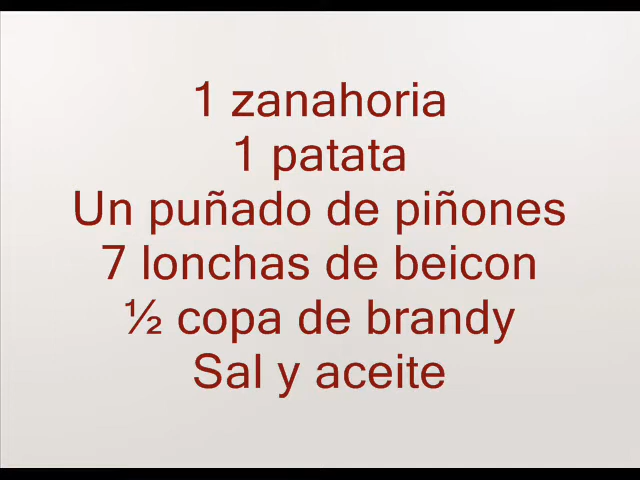 1 zanahoria
1 patata
Un puñado de piñones
7 lonchas de beicon
½ copa de brandy
Sal y aceite